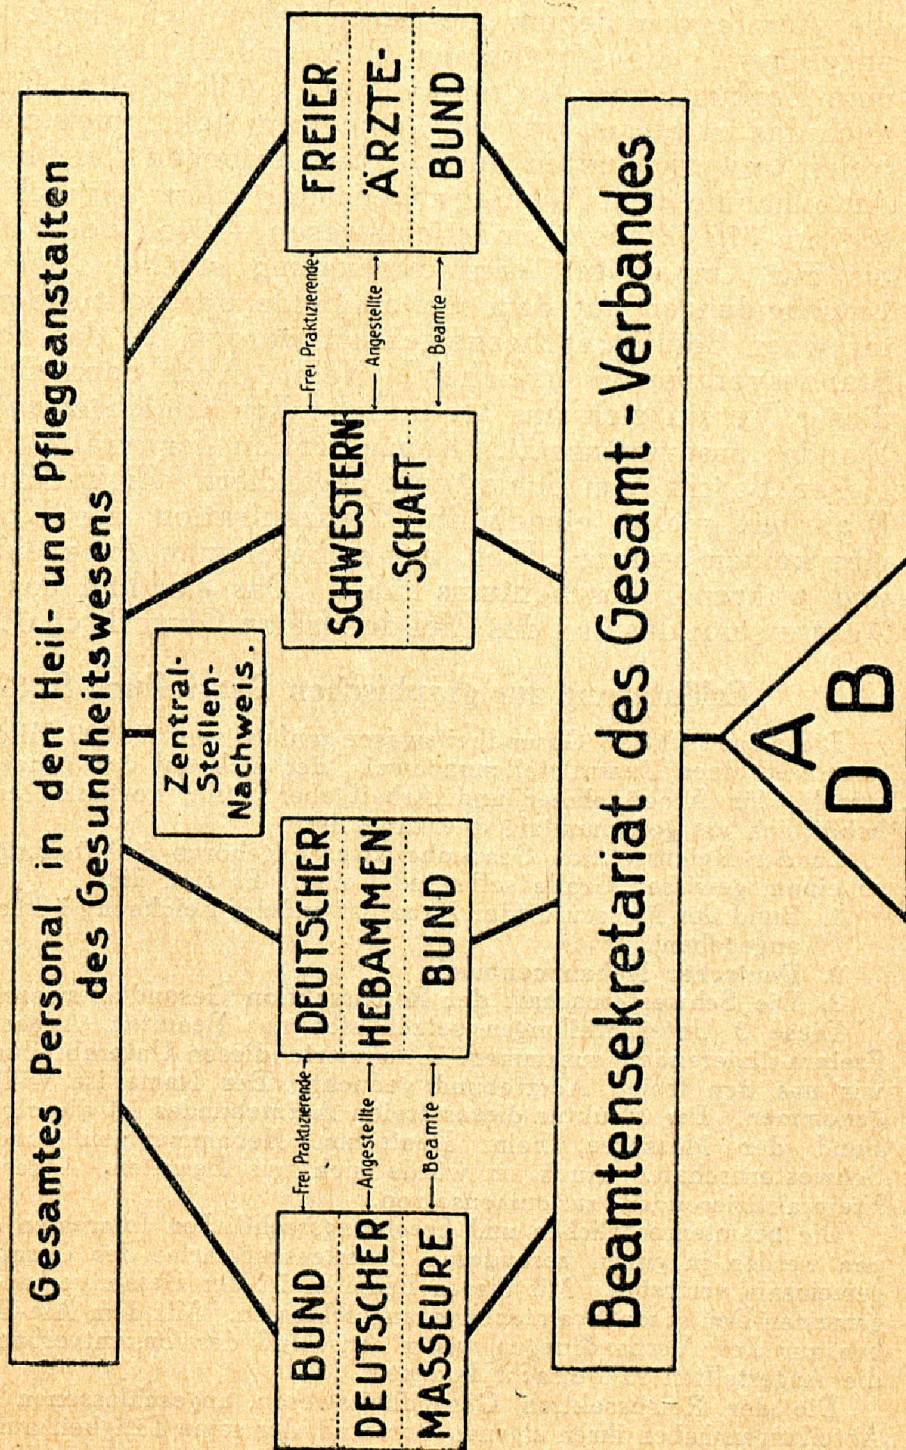 Gesamtes Personal in den Heil- und Pflegeanstalten
des Gesundheitswesens
Zentral-
Stellen-
Nachweis.
BUND
DEUTSCHER
MASSEURE
Frei Praktizierende
Angestellte
Beamte
DEUTSCHER
HEBAMMEN-
BUND
SCHWESTERN-
SCHAFT
Frei Praktizierende
Angestellte
Beamte
FREIER
ÄRZTE-
BUND
Beamtensekretariat des Gesamt-Verbandes
A
D B